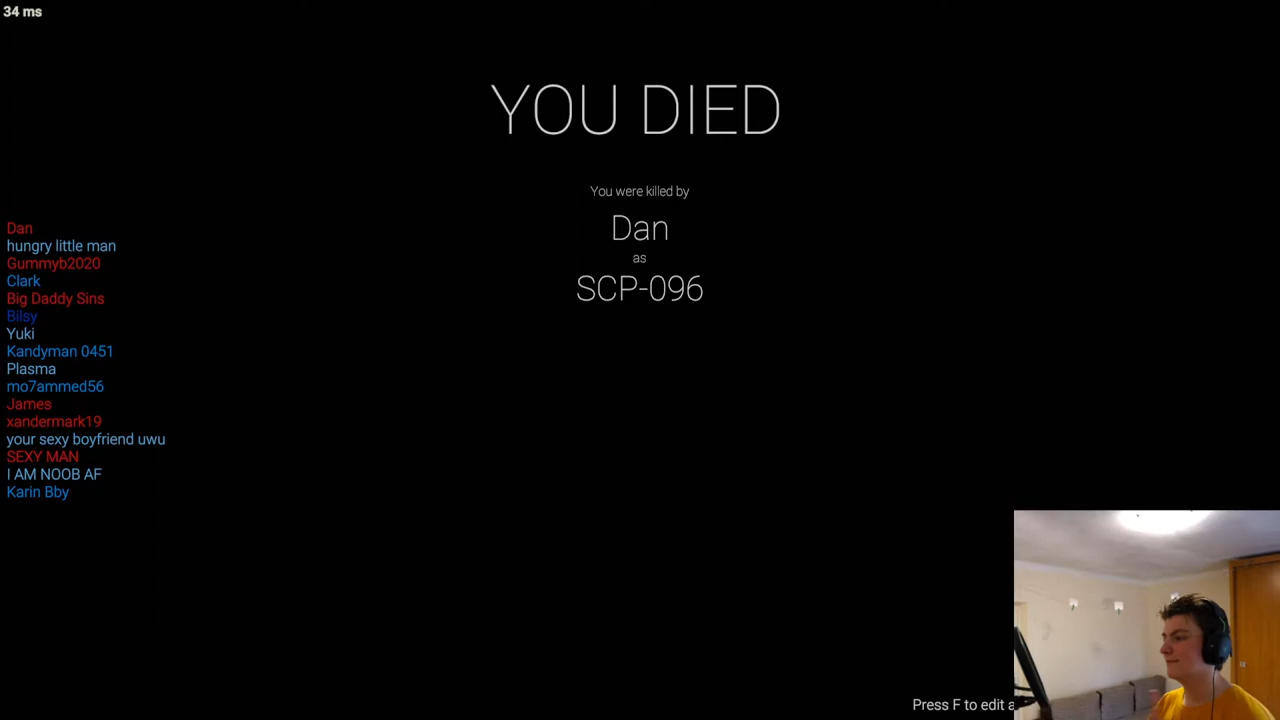 34 ms
YOU DIED
You were killed by
Dan
as
SCP-096
Dan
hungry little man
Gummyb2020
Clark
Big Daddy Sins
Bilsy
Yuki
Kandyman 0451
Plasma
mo7ammed56
James
xandermark19
your sexy boyfriend uwu
SEXY MAN
I AM NOOB AF
Karin Bby
Press F to edit a